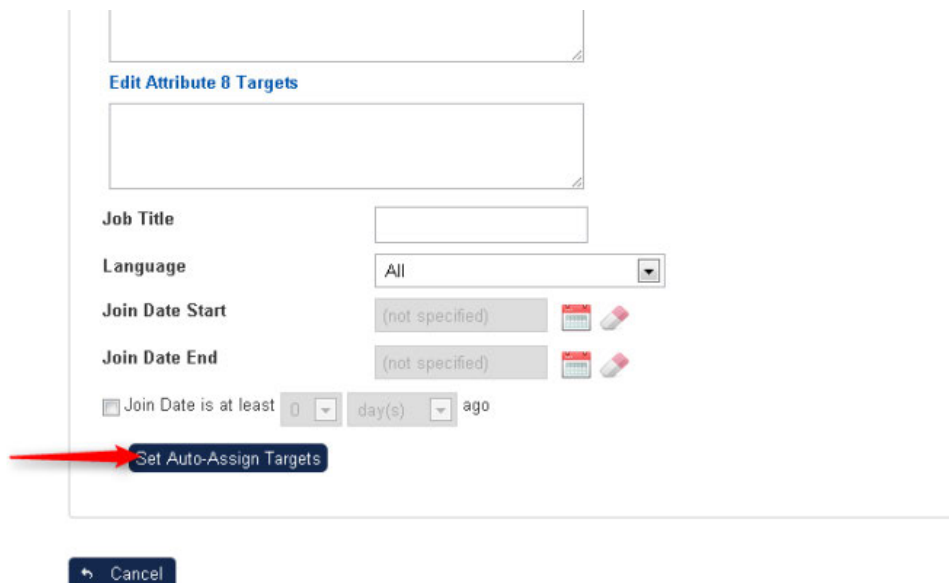 Edit Attribute 8 Targets
Job Title
Language All
Join Date Start (not specified)
Join Date End (not specified)
Join Date is at least 0 day(s) ago
Set Auto-Assign Targets
Cancel